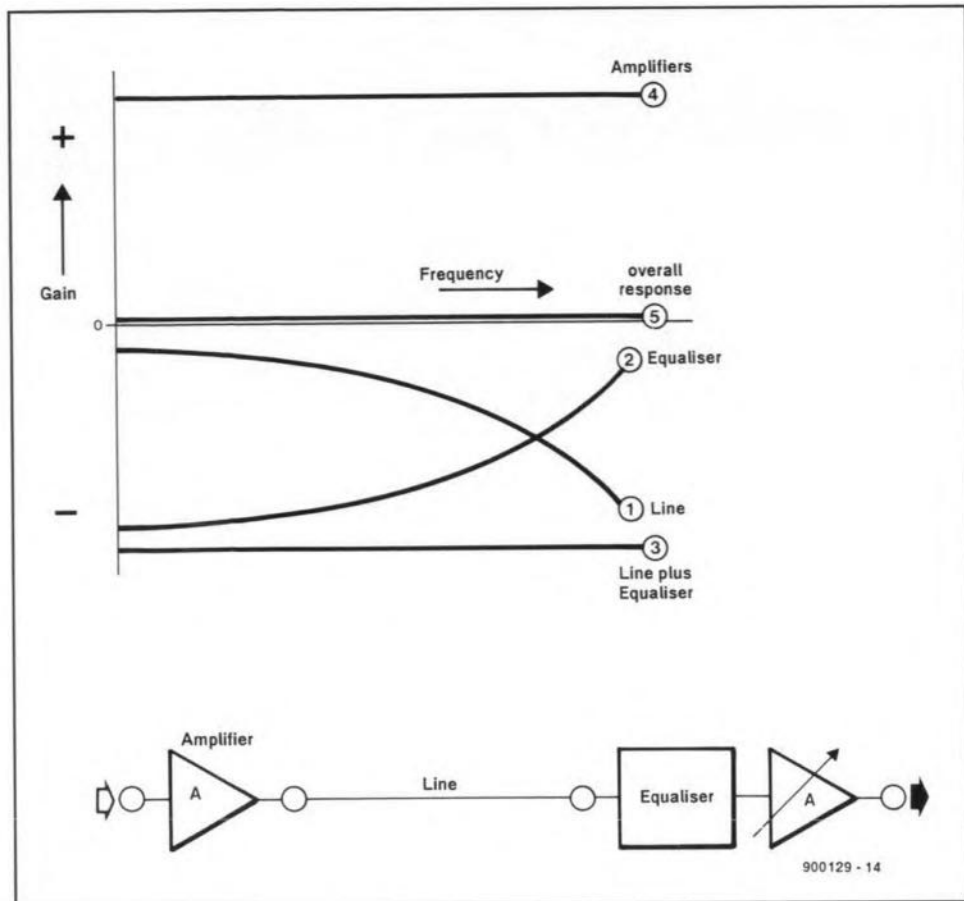 Amplifiers
4
+
Gain
Frequency
overall
response
5
0
2 Equaliser
−
1 Line
3
Line plus
Equaliser
Amplifier
A
Line
Equaliser
A
900129 - 14